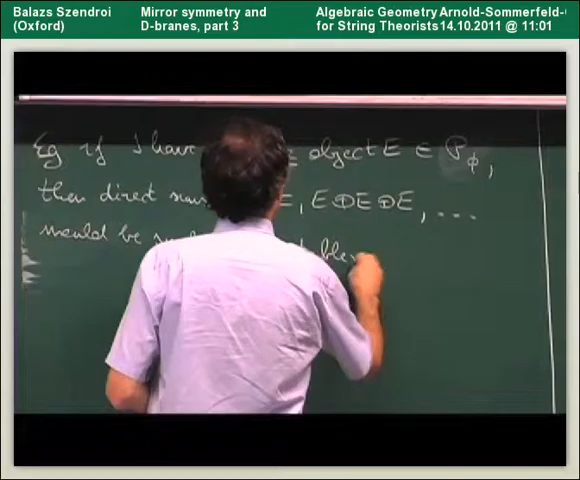 Balazs Szendroi
(Oxford)
Mirror symmetry and
D-branes, part 3
Algebraic Geometry
for String Theorists
Arnold-Sommerfeld-
14.10.2011 @ 11:01
Eg if I have object E ∈ P_ϕ,
then direct E, E⊕E⊕E, ...
would be